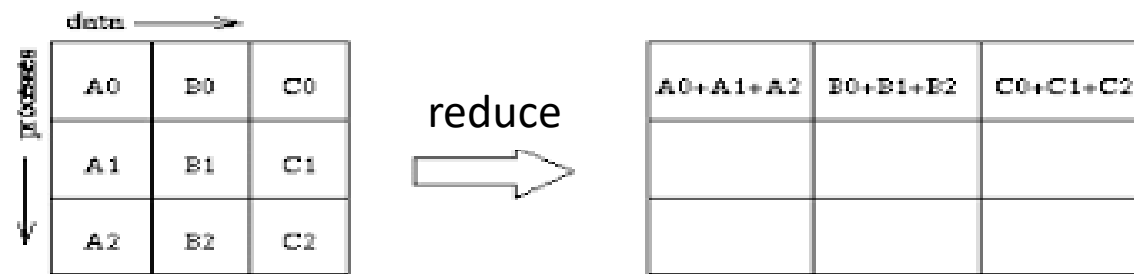 data
processes
A0 B0 C0
A0+A1+A2 B0+B1+B2 C0+C1+C2
reduce
A1 B1 C1
A2 B2 C2